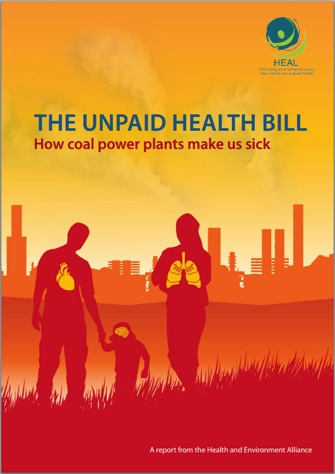 HEAL
THE UNPAID HEALTH BILL
How coal power plants make us sick
A report from the Health and Environment Alliance